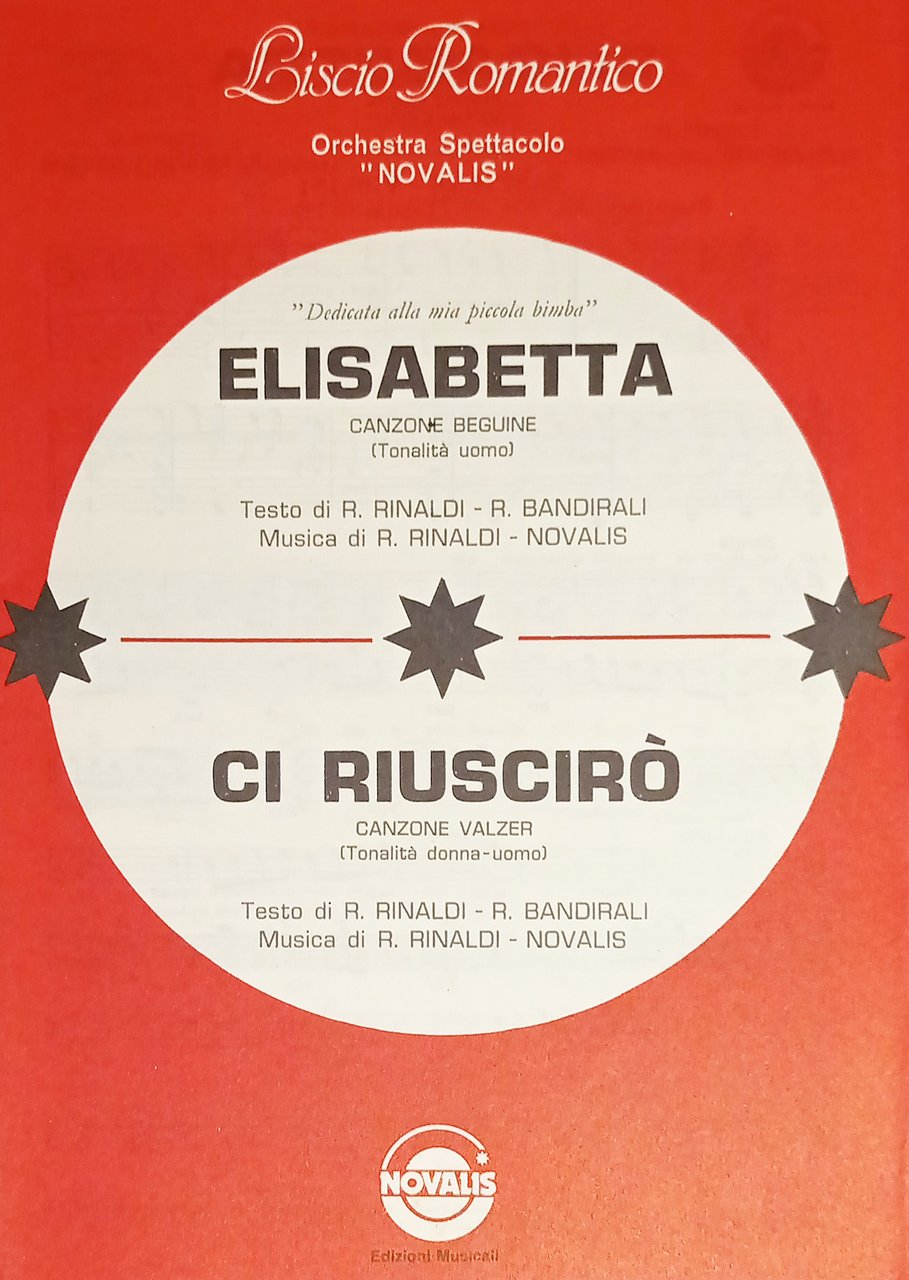 Liscio Romantico
Orchestra Spettacolo
"NOVALIS"
"Dedicata alla mia piccola bimba"
ELISABETTA
CANZONE BEGUINE
(Tonalità uomo)
Testo di R. RINALDI - R. BANDIRALI
Musica di R. RINALDI - NOVALIS
CI RIUSCIRÒ
CANZONE VALZER
(Tonalità donna-uomo)
Testo di R. RINALDI - R. BANDIRALI
Musica di R. RINALDI - NOVALIS
NOVALIS
Edizioni Musicali